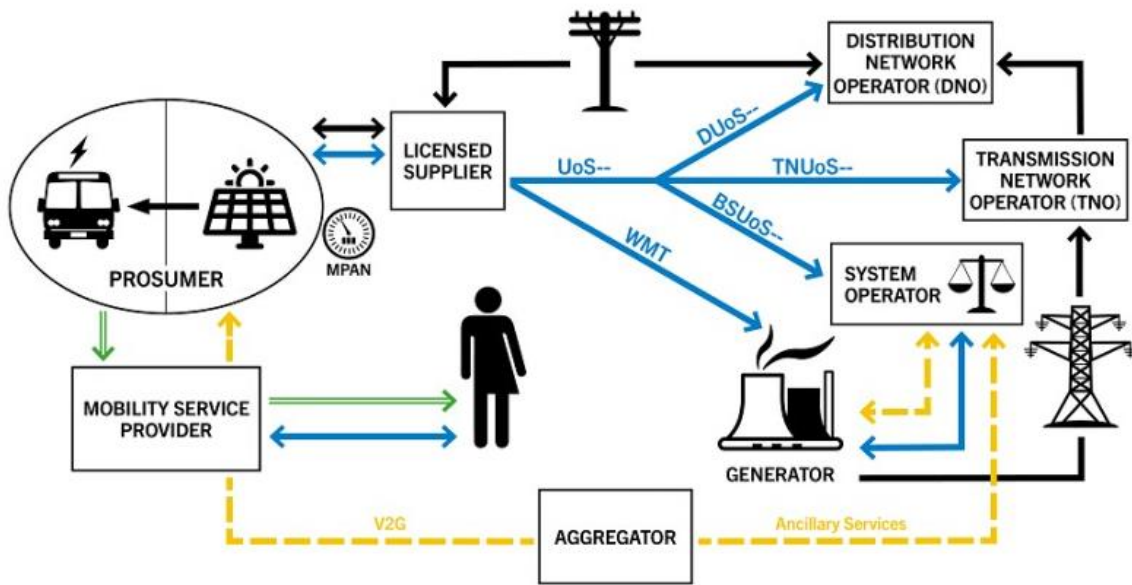 DISTRIBUTION
NETWORK
OPERATOR (DNO)
DUoS--
LICENSED
SUPPLIER
UoS--
TNUoS--
TRANSMISSION
NETWORK
OPERATOR (TNO)
BSUoS--
WMT
PROSUMER
MPAN
SYSTEM
OPERATOR
MOBILITY SERVICE
PROVIDER
GENERATOR
V2G
AGGREGATOR
Ancillary Services